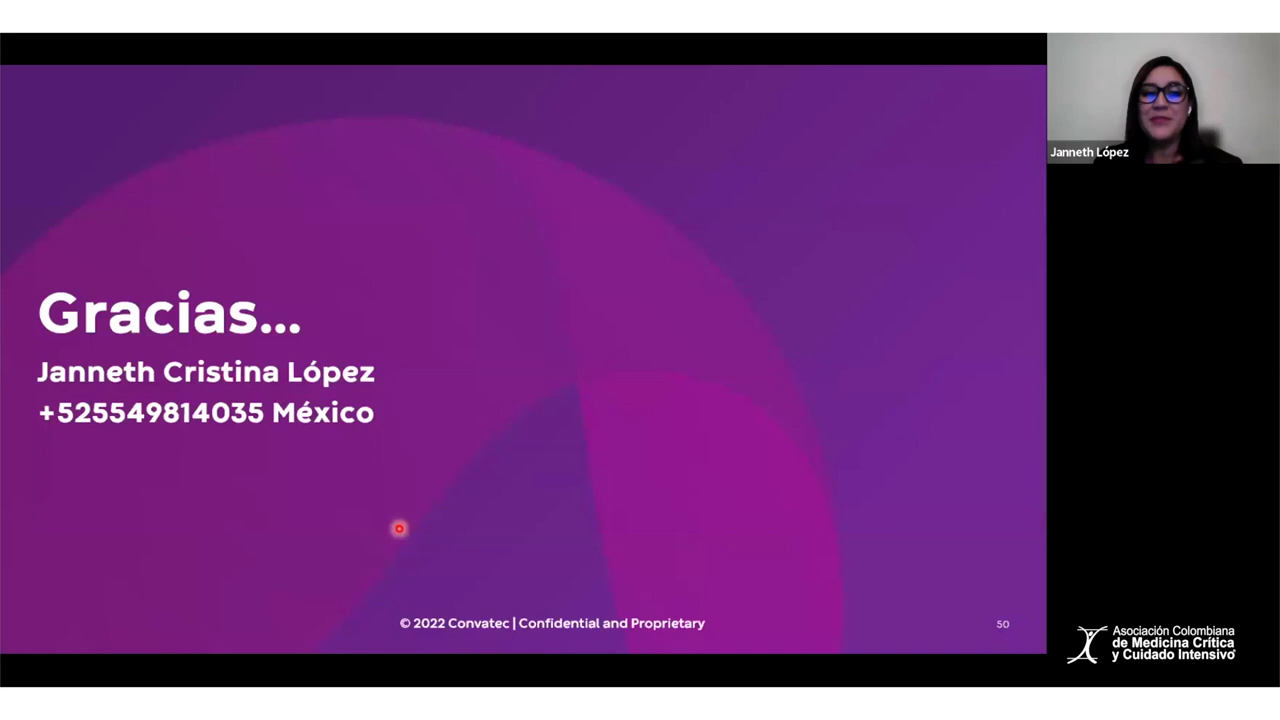 Gracias...
Janneth Cristina López
+525549814035 México
© 2022 Convatec | Confidential and Proprietary
50
Janneth López
Asociación Colombiana
de Medicina Crítica
y Cuidado Intensivo